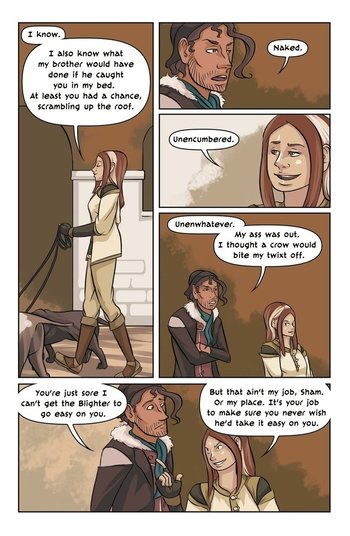 I know.
I also know what
my brother would have
done if he caught
you in my bed.
At least you had a chance,
scrambling up the roof.
Naked.
Unencumbered.
Unenwhatever.
My ass was out.
I thought a crow would
bite my twixt off.
You're just sore I
can't get the Blighter to
go easy on you.
But that ain't my job, Sham.
Or my place. It's your job
to make sure you never wish
he'd take it easy on you.